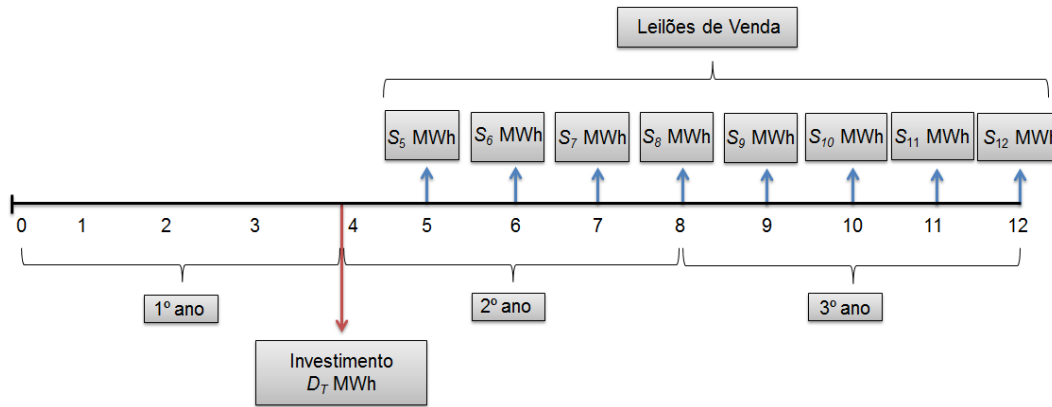 Leilões de Venda
S5 MWh
S6 MWh
S7 MWh
S8 MWh
S9 MWh
S10 MWh
S11 MWh
S12 MWh
0 1 2 3 4 5 6 7 8 9 10 11 12
1º ano
2º ano
3º ano
Investimento
DT MWh